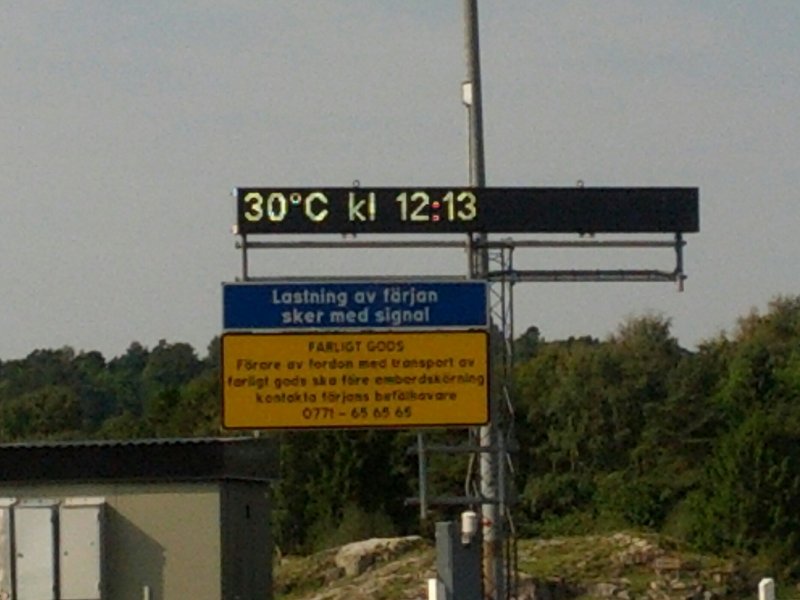 30°C kl 12:13
Lastning av färjan
sker med signal
FARLIGT GODS
Förare av fordon med transport av
farligt gods ska före ombordskörning
kontakta färjans befälhavare
0771 - 65 65 65